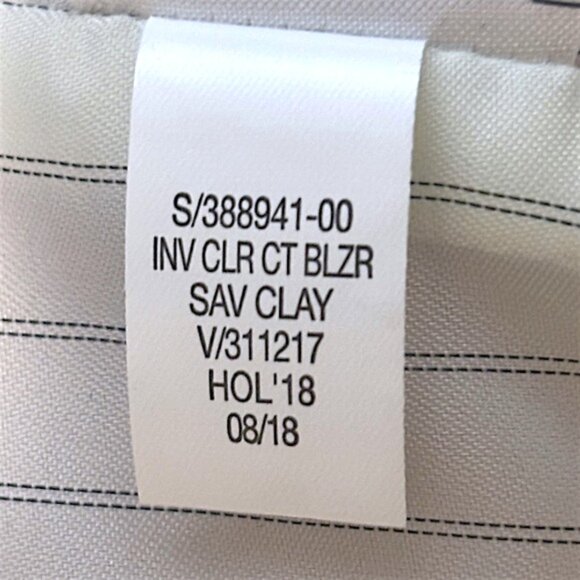 S/388941-00
INV CLR CT BLZR
SAV CLAY
V/311217
HOL'18
08/18